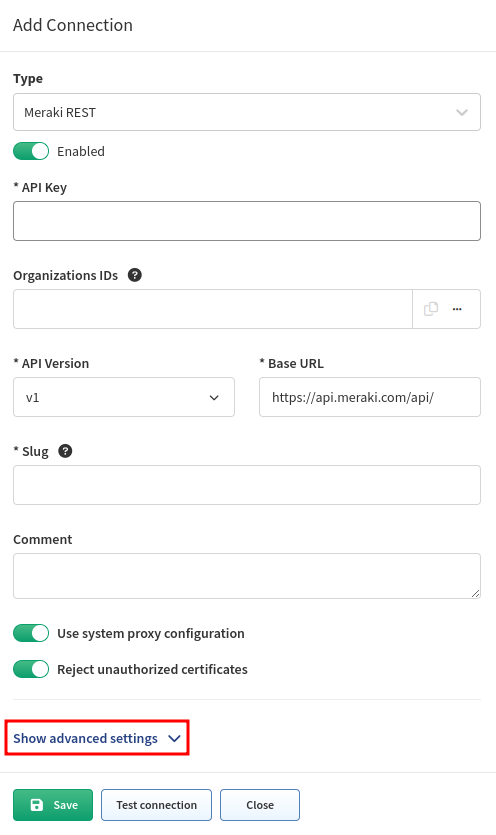 Add Connection
Type
Meraki REST
Enabled
* API Key
Organizations IDs ?
...
* API Version * Base URL
v1 https://api.meraki.com/api/
* Slug ?
Comment
Use system proxy configuration
Reject unauthorized certificates
Show advanced settings
Save Test connection Close